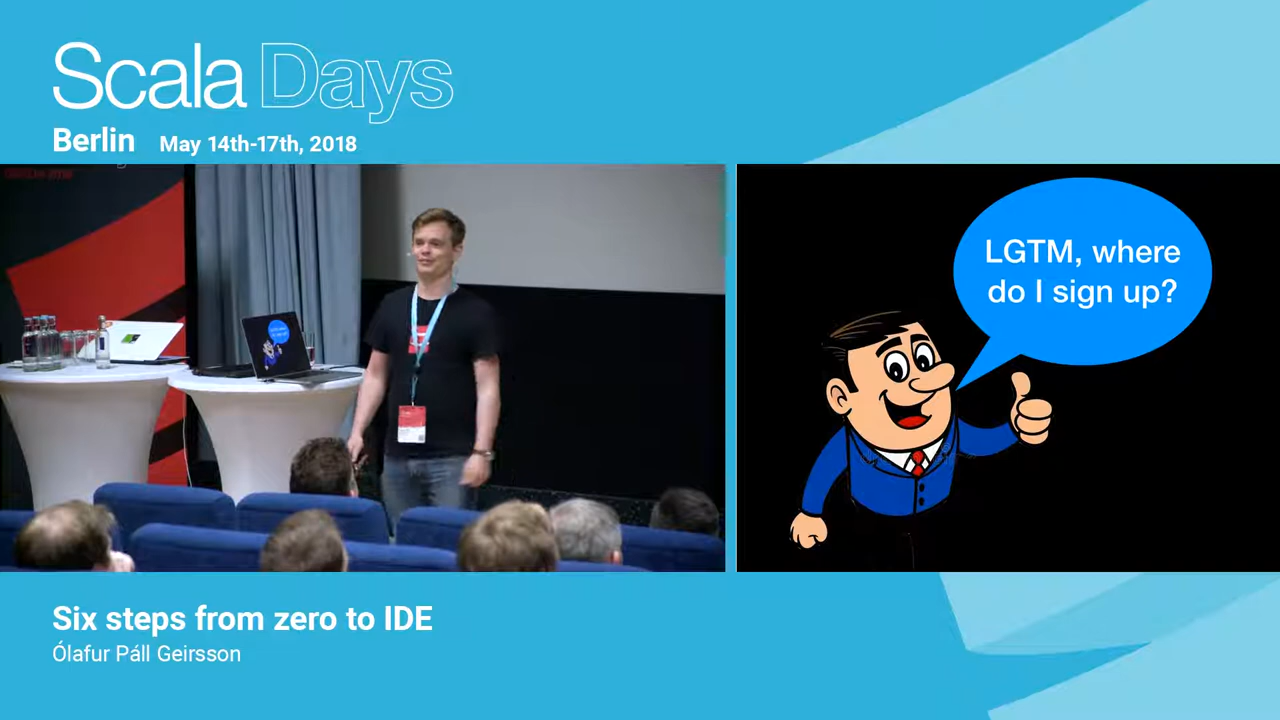 Scala Days
Berlin May 14th-17th, 2018
LGTM, where
do I sign up?
Six steps from zero to IDE
Ólafur Páll Geirsson